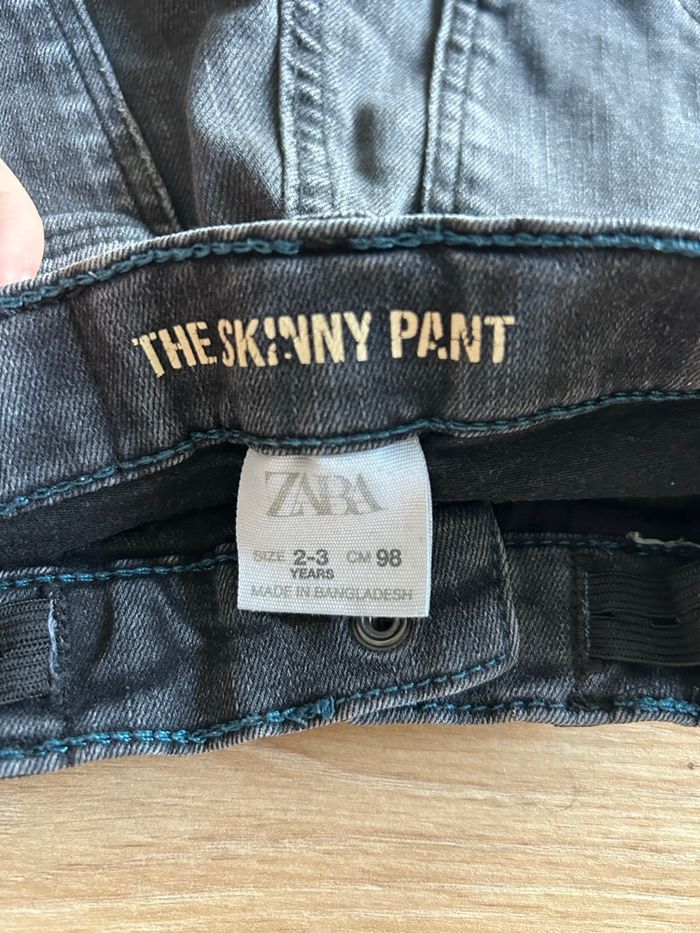 THE SKINNY PANT
ZARA
SIZE 2-3 CM 98
YEARS
MADE IN BANGLADESH